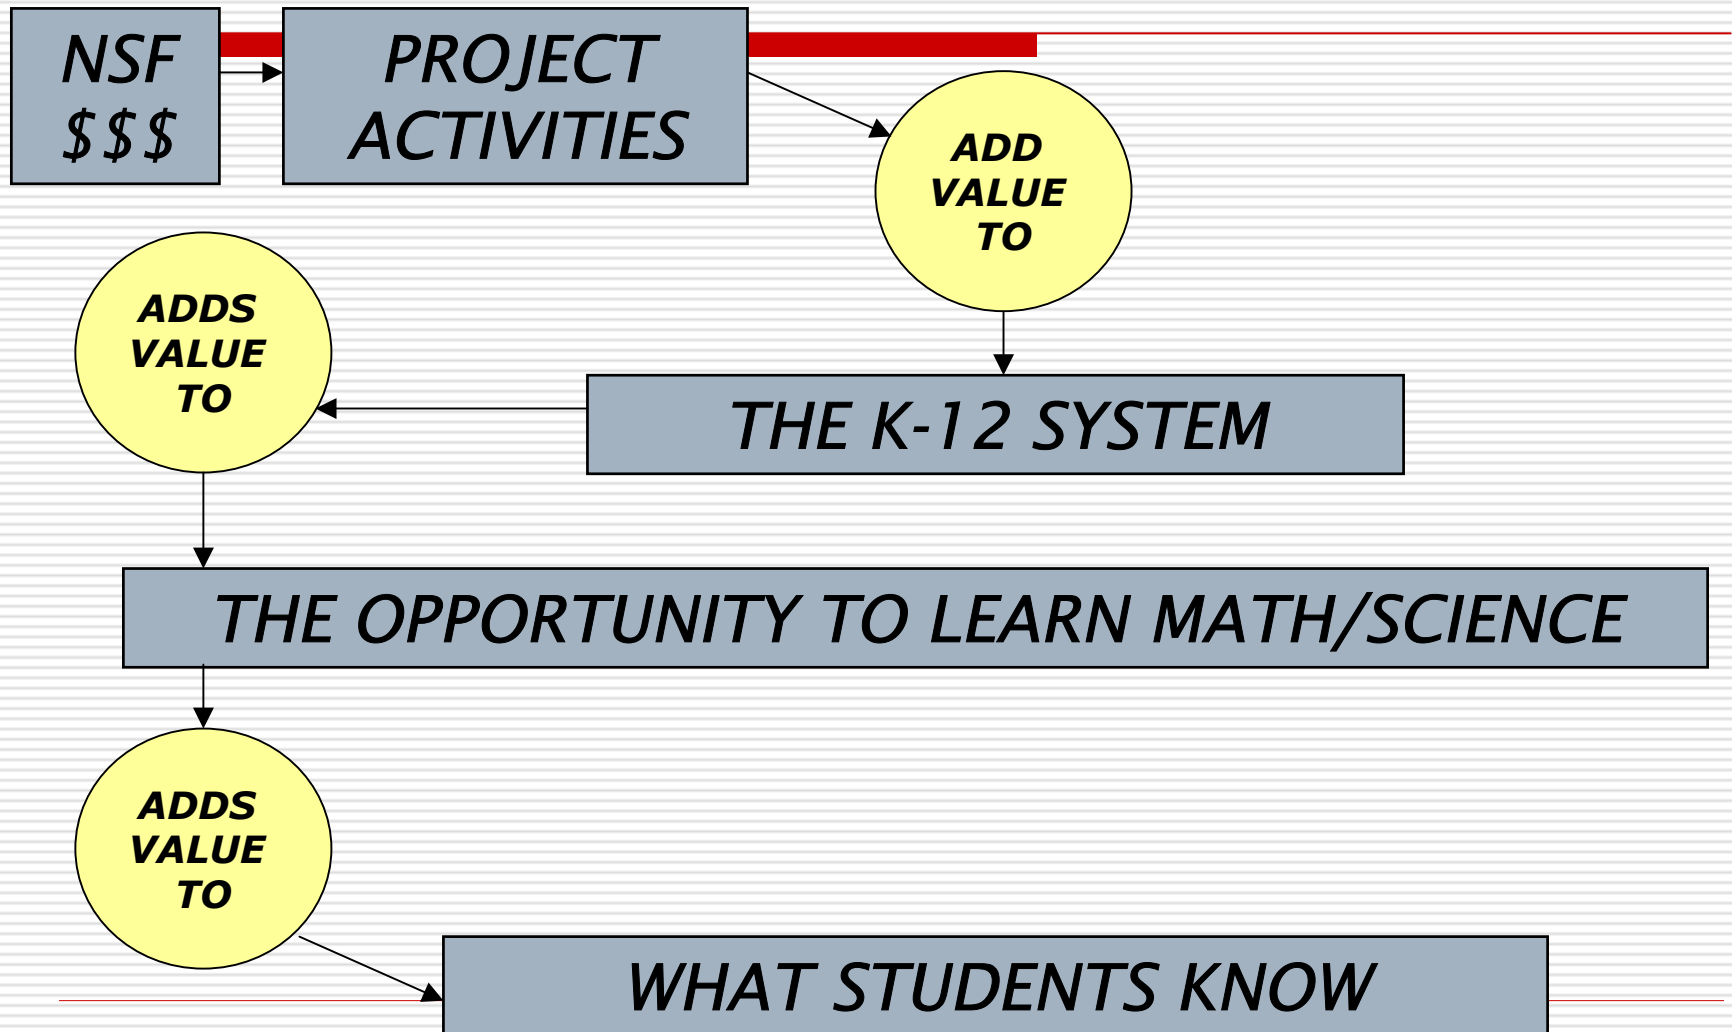 NSF
$$$
PROJECT
ACTIVITIES
ADD
VALUE
TO
THE K-12 SYSTEM
ADDS
VALUE
TO
THE OPPORTUNITY TO LEARN MATH/SCIENCE
ADDS
VALUE
TO
WHAT STUDENTS KNOW